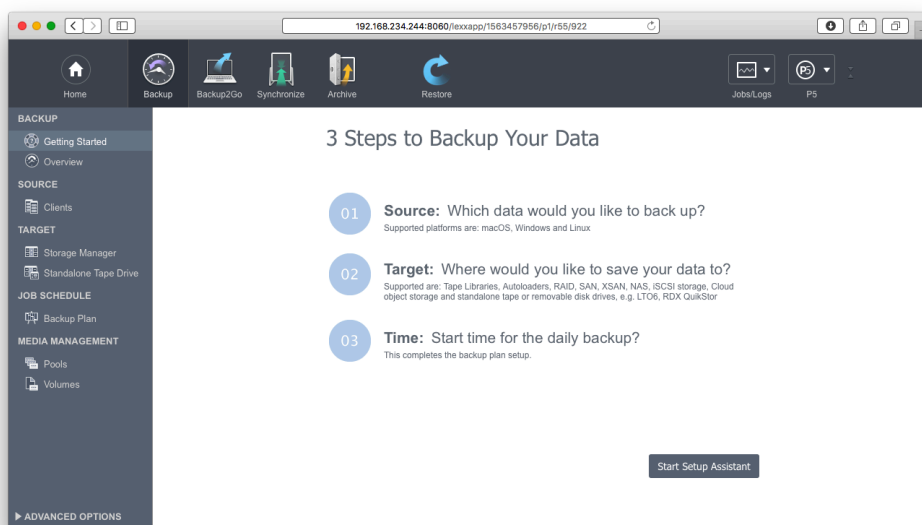 192.168.234.244:8060/lexxapp/1563457956/p1/r55/922
Home
Backup
Backup2Go
Synchronize
Archive
Restore
Jobs/Logs
P5
P5
BACKUP
Getting Started
Overview
SOURCE
Clients
TARGET
Storage Manager
Standalone Tape Drive
JOB SCHEDULE
Backup Plan
MEDIA MANAGEMENT
Pools
Volumes
ADVANCED OPTIONS
3 Steps to Backup Your Data
01
Source: Which data would you like to back up?
Supported platforms are: macOS, Windows and Linux
02
Target: Where would you like to save your data to?
Supported are: Tape Libraries, Autoloaders, RAID, SAN, XSAN, NAS, iSCSI storage, Cloud
object storage and standalone tape or removable disk drives, e.g. LTO6, RDX QuikStor
03
Time: Start time for the daily backup?
This completes the backup plan setup.
Start Setup Assistant